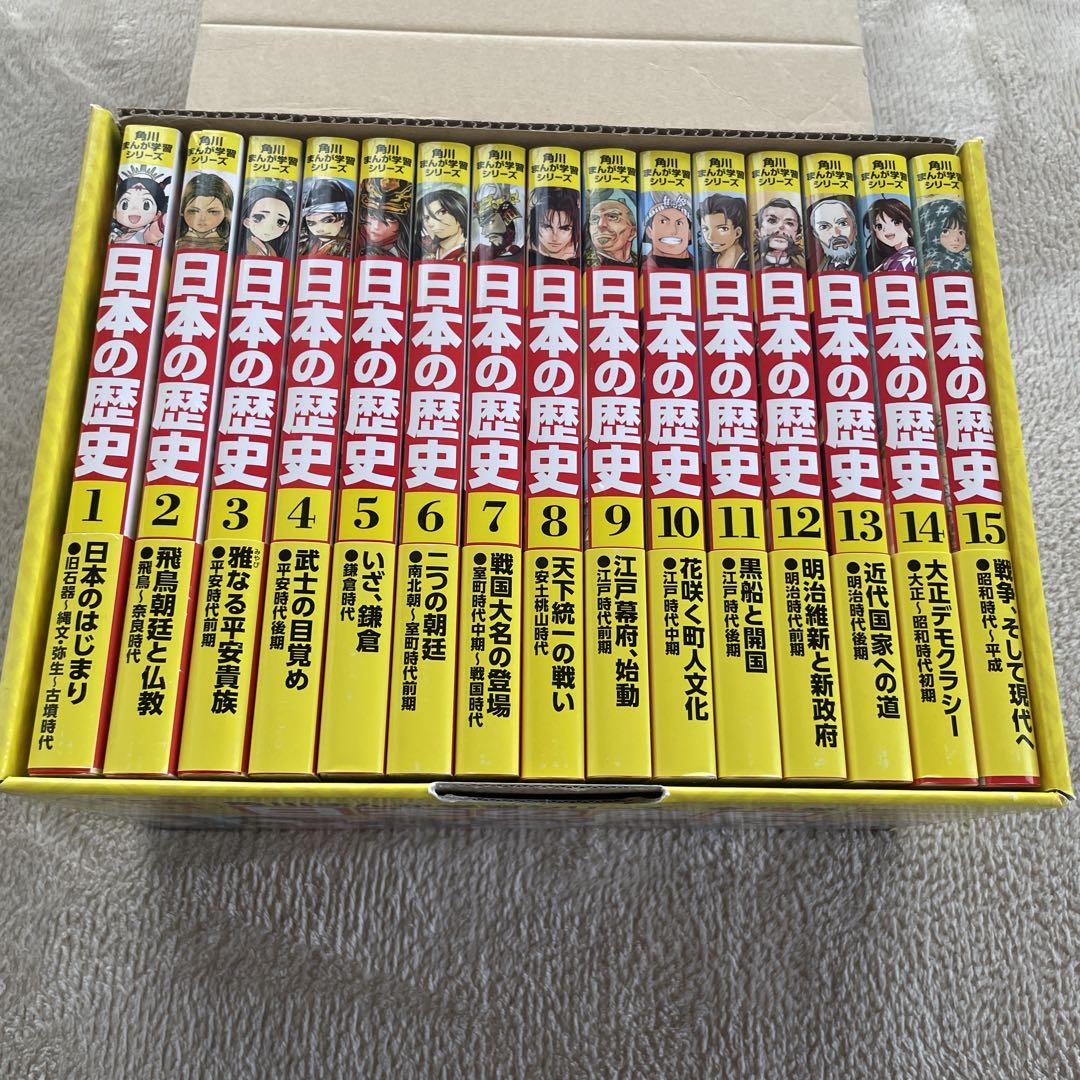 角川
まんが学習
シリーズ
日本の歴史
1
日本のはじまり
●旧石器~縄文・弥生~古墳時代
角川
まんが学習
シリーズ
日本の歴史
2
飛鳥朝廷と仏教
●飛鳥~奈良時代
角川
まんが学習
シリーズ
日本の歴史
3
雅なる平安貴族
みやび
●平安時代前期
角川
まんが学習
シリーズ
日本の歴史
4
武士の目覚め
●平安時代後期
角川
まんが学習
シリーズ
日本の歴史
5
いざ、鎌倉
●鎌倉時代
角川
まんが学習
シリーズ
日本の歴史
6
二つの朝廷
●南北朝~室町時代前期
角川
まんが学習
シリーズ
日本の歴史
7
戦国大名の登場
●室町時代中期~戦国時代
角川
まんが学習
シリーズ
日本の歴史
8
天下統一の戦い
●安土桃山時代
角川
まんが学習
シリーズ
日本の歴史
9
江戸幕府、始動
●江戸時代前期
角川
まんが学習
シリーズ
日本の歴史
10
花咲く町人文化
●江戸時代中期
角川
まんが学習
シリーズ
日本の歴史
11
黒船と開国
●江戸時代後期
角川
まんが学習
シリーズ
日本の歴史
12
明治維新と新政府
●明治時代前期
角川
まんが学習
シリーズ
日本の歴史
13
近代国家への道
●明治時代後期
角川
まんが学習
シリーズ
日本の歴史
14
大正デモクラシー
●大正~昭和時代初期
角川
まんが学習
シリーズ
日本の歴史
15
戦争、そして現代へ
●昭和時代~平成